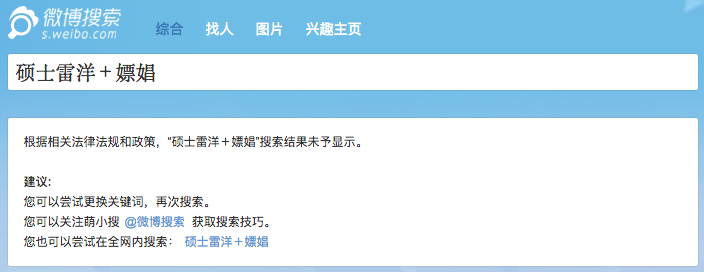 微博搜索
s.weibo.com
综合 找人 图片 兴趣主页
硕士雷洋+嫖娼
根据相关法律法规和政策，“硕士雷洋+嫖娼”搜索结果未予显示。
建议:
您可以尝试更换关键词，再次搜索。
您可以关注萌小搜 @微博搜索 获取搜索技巧。
您也可以尝试在全网内搜索： 硕士雷洋+嫖娼